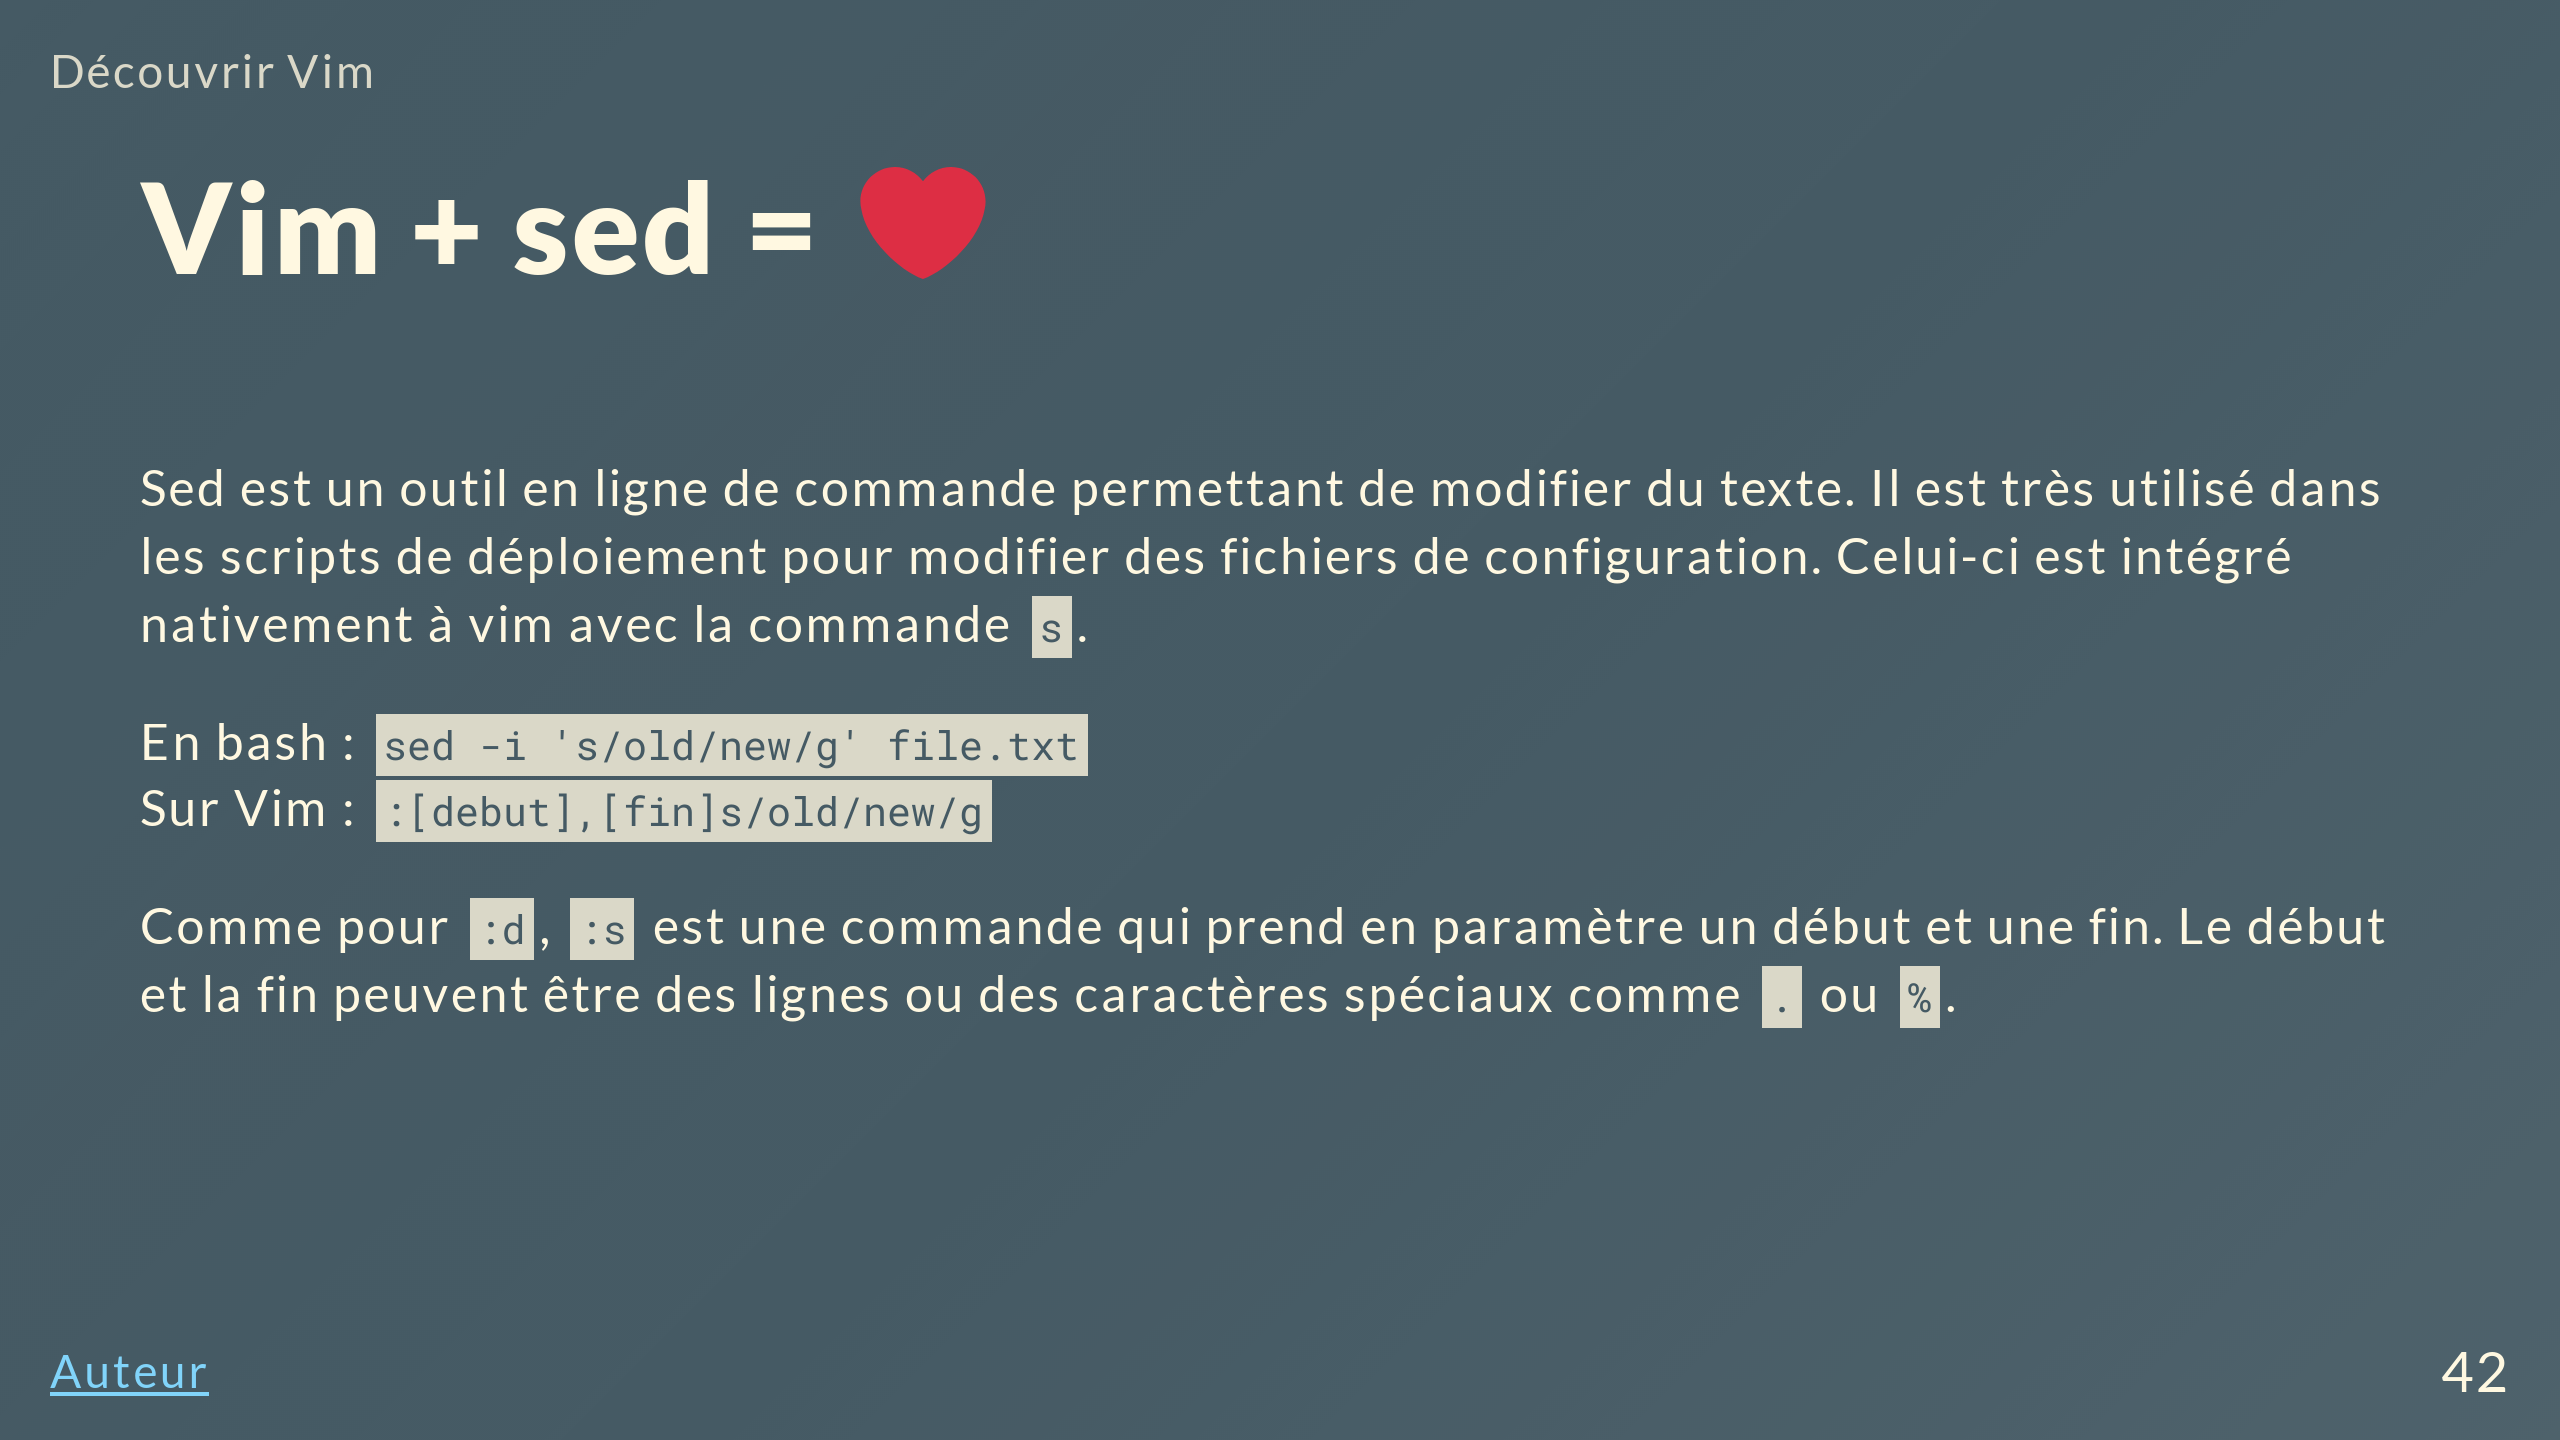 Découvrir Vim
Vim + sed = ❤
Sed est un outil en ligne de commande permettant de modifier du texte. Il est très utilisé dans
les scripts de déploiement pour modifier des fichiers de configuration. Celui-ci est intégré
nativement à vim avec la commande s.
En bash : sed -i 's/old/new/g' file.txt
Sur Vim : :[debut],[fin]s/old/new/g
Comme pour :d, :s est une commande qui prend en paramètre un début et une fin. Le début
et la fin peuvent être des lignes ou des caractères spéciaux comme . ou %.
Auteur
42